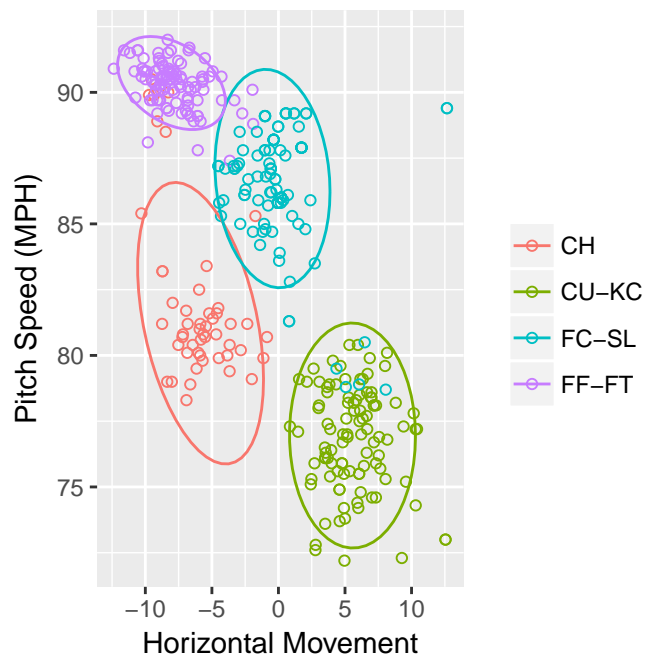 Pitch Speed (MPH)
90
85
80
75
−10
−5
0
5
10
Horizontal Movement
CH
CU−KC
FC−SL
FF−FT